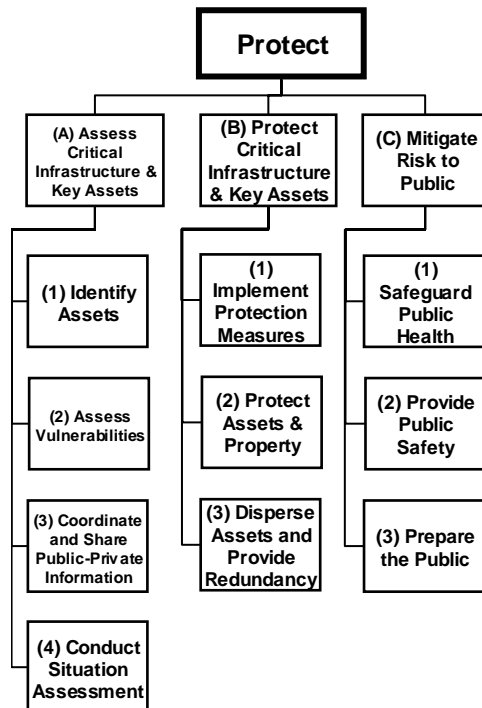 Protect
(A) Assess
Critical
Infrastructure &
Key Assets
(B) Protect
Critical
Infrastructure
& Key Assets
(C) Mitigate
Risk to
Public
(1) Identify
Assets
(2) Assess
Vulnerabilities
(3) Coordinate
and Share
Public-Private
Information
(4) Conduct
Situation
Assessment
(1)
Implement
Protection
Measures
(2) Protect
Assets &
Property
(3) Disperse
Assets and
Provide
Redundancy
(1)
Safeguard
Public
Health
(2) Provide
Public
Safety
(3) Prepare
the Public